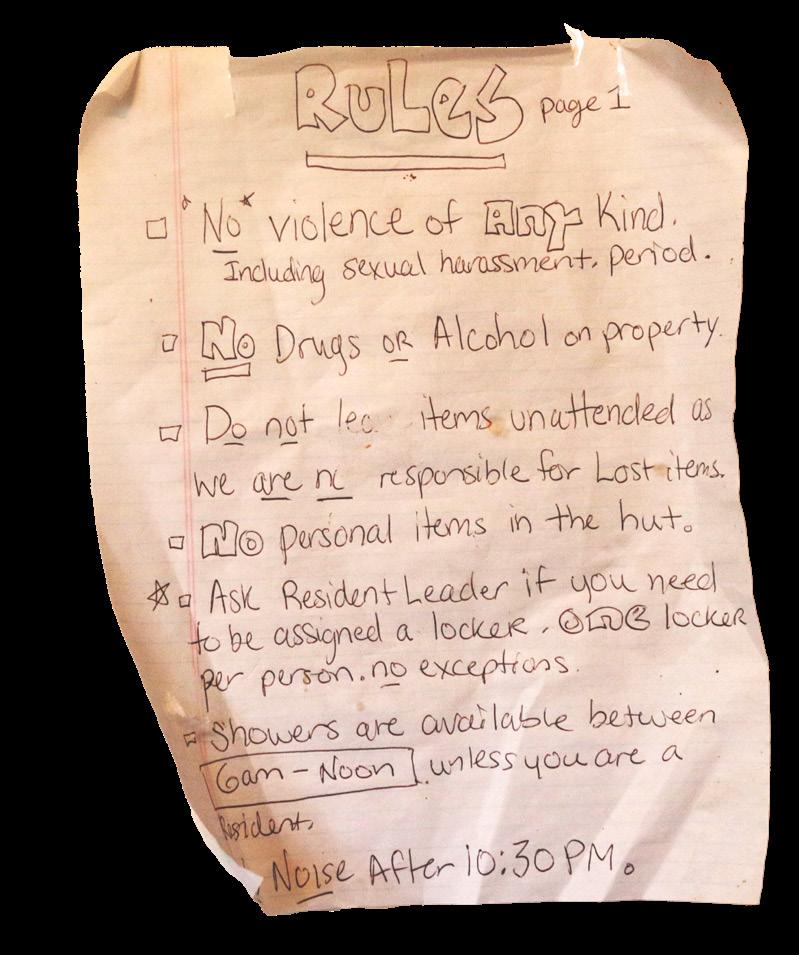 RULES page 1
*No* violence of Any Kind.
Including sexual harassment. period.
No Drugs or Alcohol on property.
Do not items unattended as
we are responsible for Lost items.
No personal items in the hut.
☆ Ask Resident Leader if you need
to be assigned a locker. ONE locker
per person. no exceptions.
Showers are available between
6am - Noon unless you are a
Resident.
Noise After 10:30 PM.